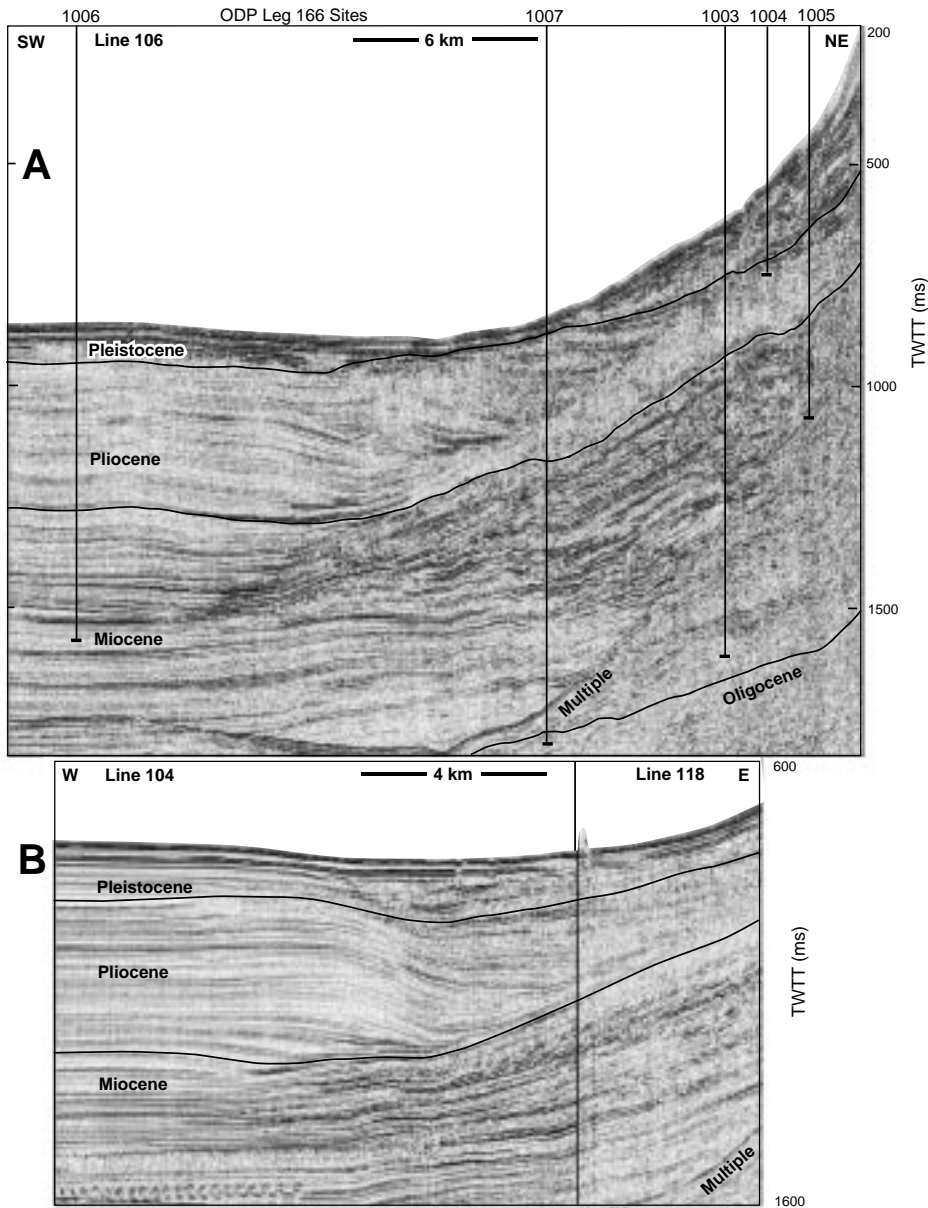 1006 ODP Leg 166 Sites 1007 1003 1004 1005
SW Line 106 6 km NE 200
A
500
TWTT (ms)
Pleistocene
1000
Pliocene
1500
Miocene
Multiple
Oligocene
W Line 104 4 km Line 118 E 600
B
Pleistocene
Pliocene
TWTT (ms)
Miocene
Multiple
1600